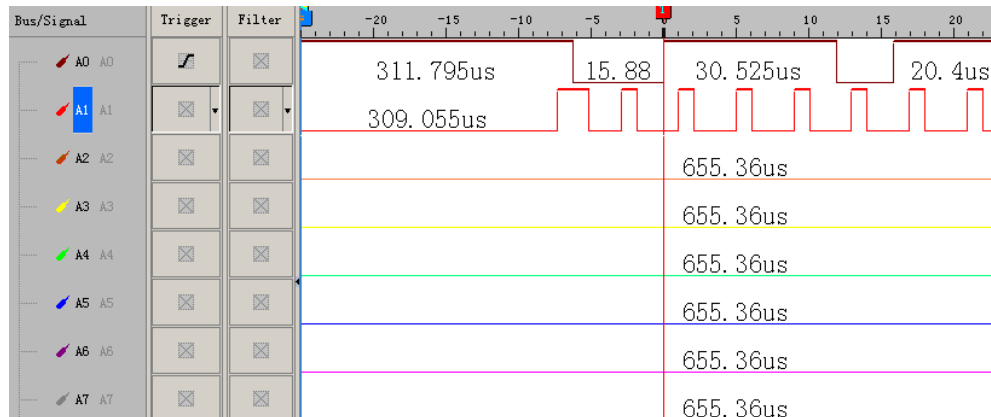 Bus/Signal Trigger Filter -20 -15 -10 -5 5 10 15 20
A0 A0 311.795us 15.88 30.525us 20.4us
A1 A1 309.055us
A2 A2 655.36us
A3 A3 655.36us
A4 A4 655.36us
A5 A5 655.36us
A6 A6 655.36us
A7 A7 655.36us